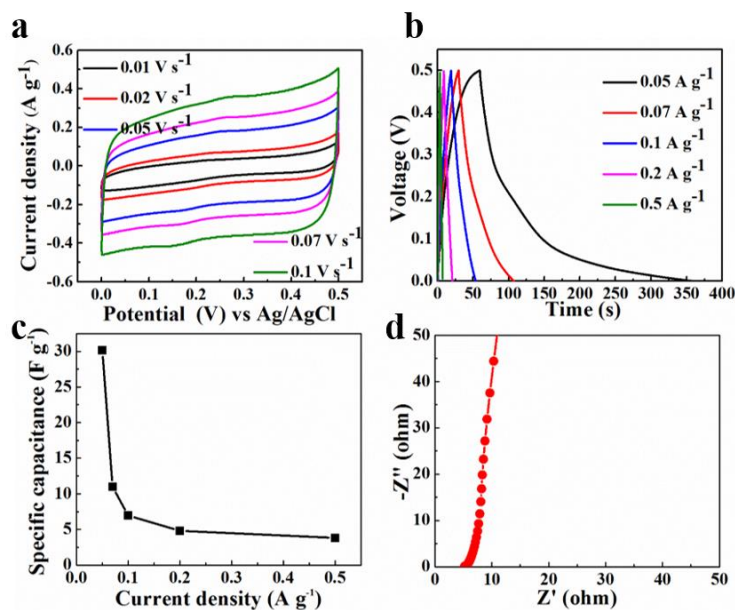 a
Current density (A g-1)
0.6
0.4
0.2
0.0
-0.2
-0.4
-0.6
0.01 V s-1
0.02 V s-1
0.05 V s-1
0.07 V s-1
0.1 V s-1
0.0 0.1 0.2 0.3 0.4 0.5
Potential (V) vs Ag/AgCl
b
Voltage (V)
0.5
0.4
0.3
0.2
0.1
0.0
0.05 A g-1
0.07 A g-1
0.1 A g-1
0.2 A g-1
0.5 A g-1
0 50 100 150 200 250 300 350 400
Time (s)
c
Specific capacitance (F g-1)
30
25
20
15
10
5
0
0.0 0.1 0.2 0.3 0.4 0.5
Current density (A g-1)
d
-Z" (ohm)
50
40
30
20
10
0
0 10 20 30 40 50
Z' (ohm)